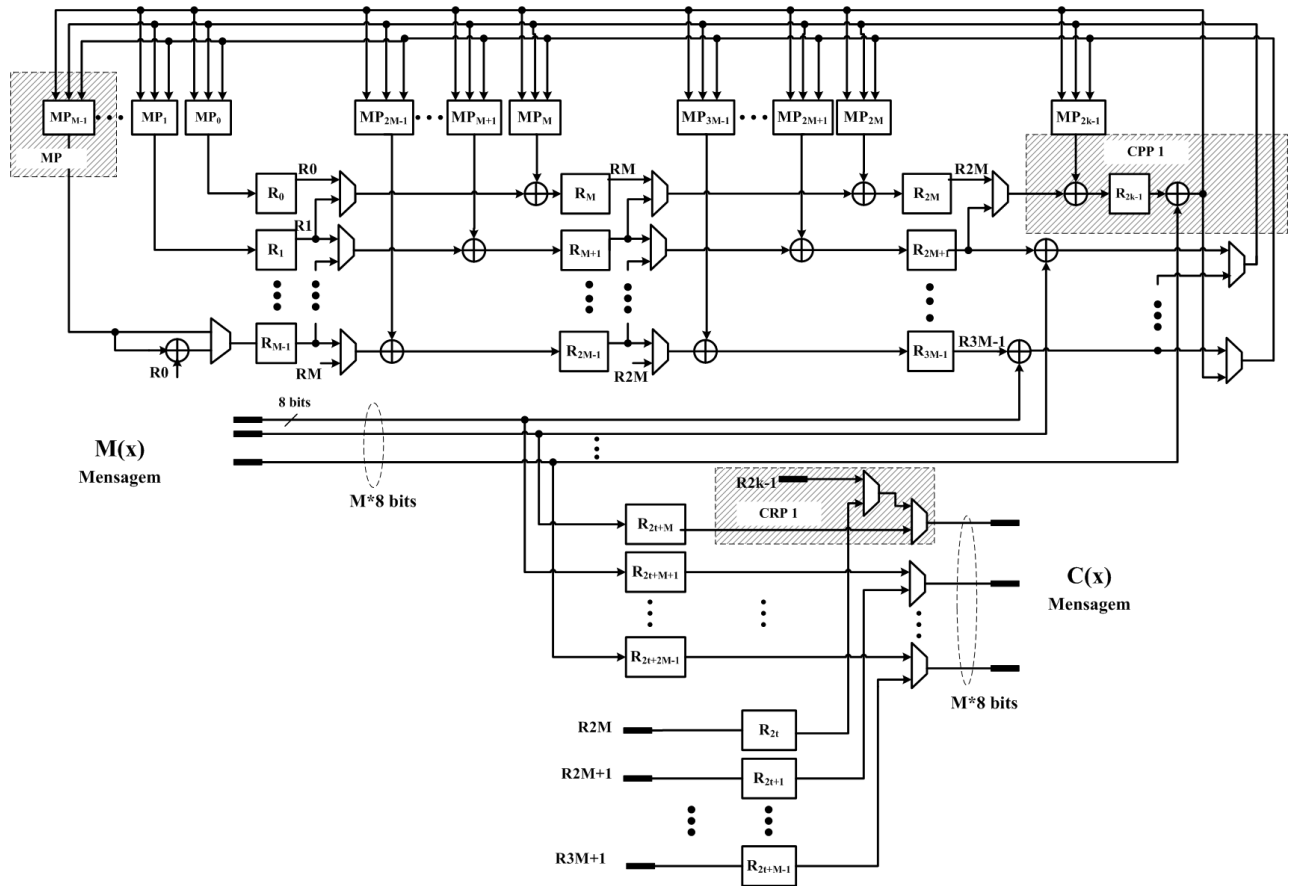 MP_{M-1} MP_1 MP_0 MP_{2M-1} MP_{M+1} MP_M MP_{3M-1} MP_{2M+1} MP_{2M} MP_{2k-1}
MP
CPP 1
R_0 R0 RM R_M R2M R_{2M} R_{2k-1}
R1
R_1 R_{M+1} R_{2M+1}
R_{M-1} R_{2M-1} R_{3M-1} R3M-1
R0 RM R2M
8 bits
M(x)
Mensagem
M*8 bits
R2k-1
CRP 1
R_{2t+M}
R_{2t+M+1}
C(x)
Mensagem
R_{2t+2M-1}
M*8 bits
R2M R_{2t}
R2M+1 R_{2t+1}
R3M+1 R_{2t+M-1}